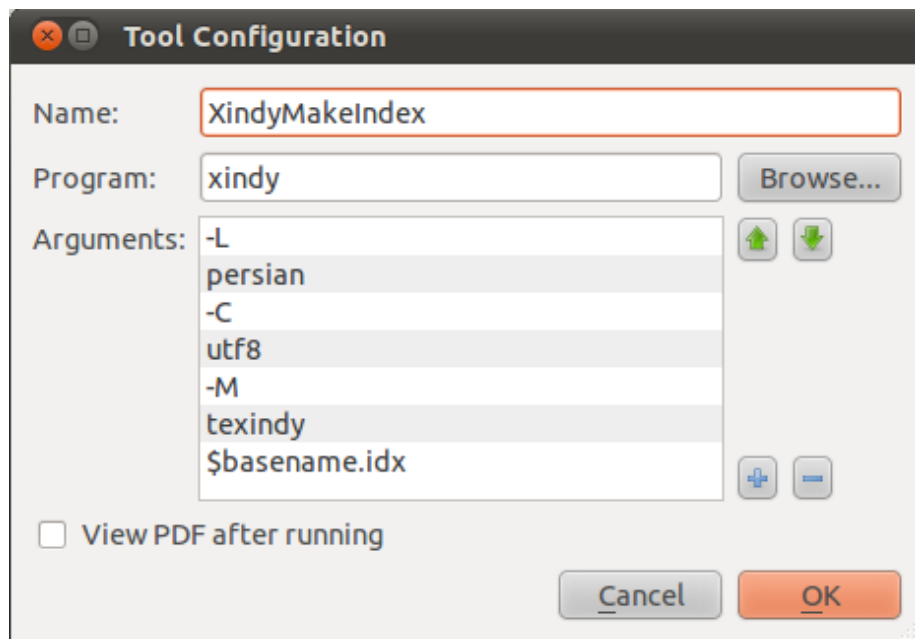 Tool Configuration
Name: XindyMakeIndex
Program: xindy Browse...
Arguments: -L
persian
-C
utf8
-M
texindy
$basename.idx
View PDF after running
Cancel OK